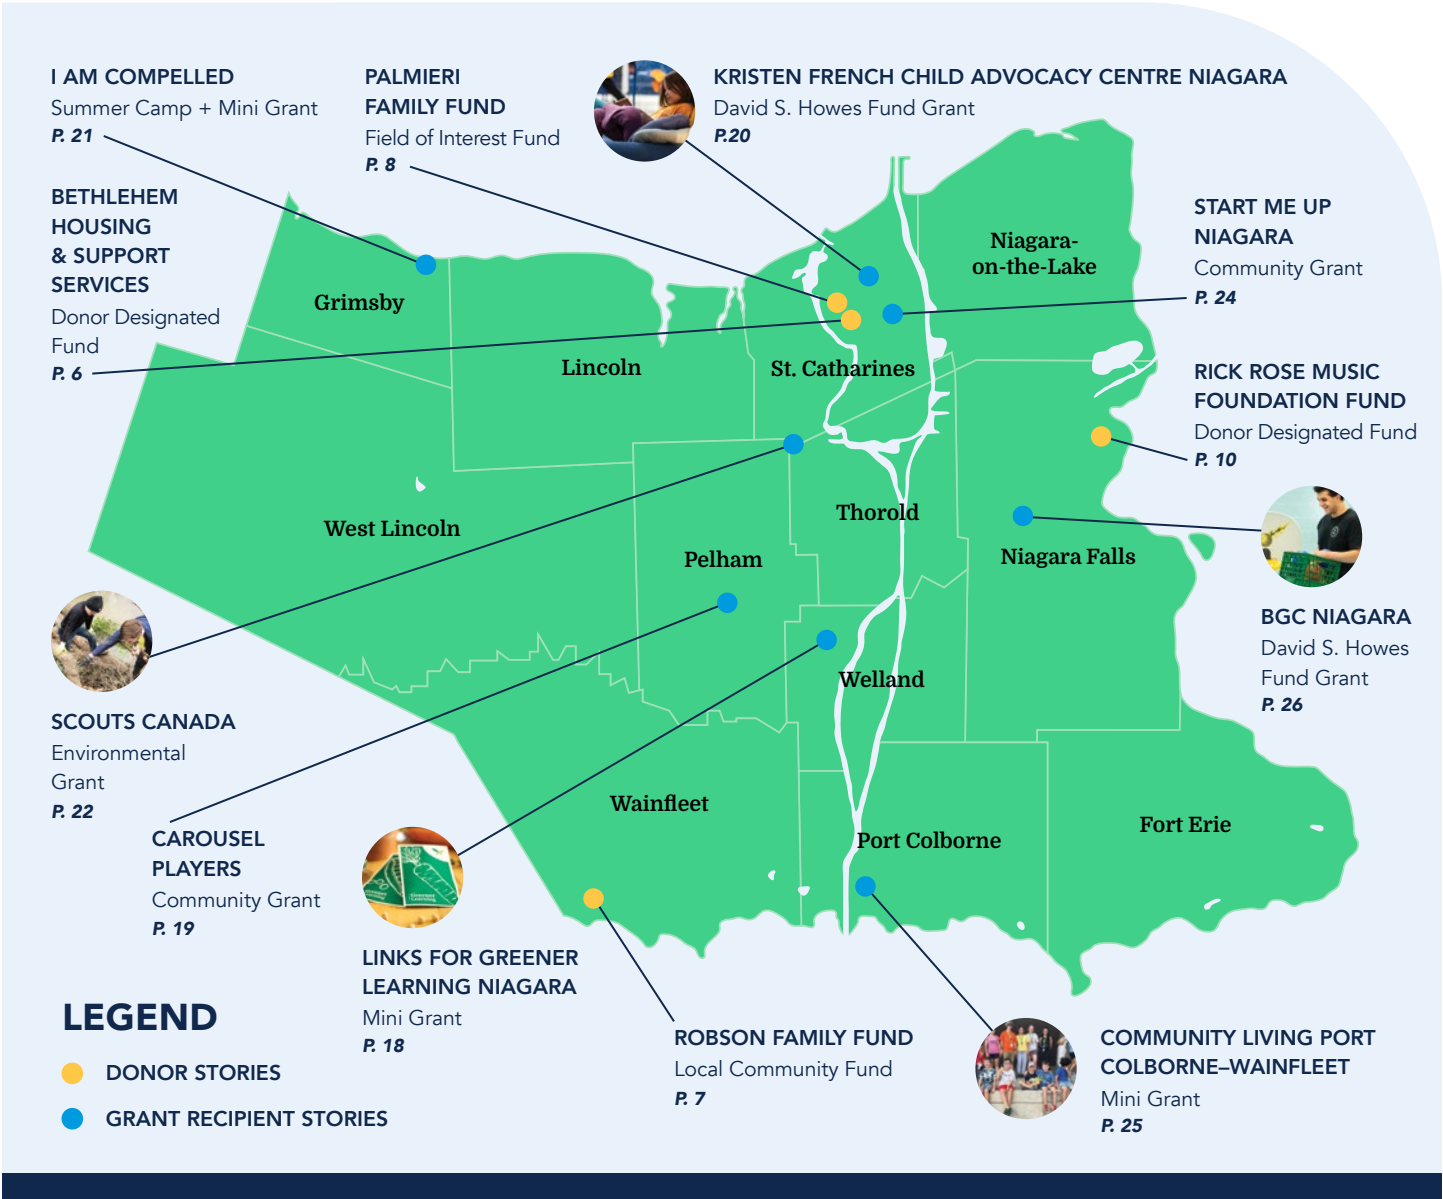 I AM COMPELLED
Summer Camp + Mini Grant
P. 21
PALMIERI
FAMILY FUND
Field of Interest Fund
P. 8
KRISTEN FRENCH CHILD ADVOCACY CENTRE NIAGARA
David S. Howes Fund Grant
P.20
BETHLEHEM
HOUSING
& SUPPORT
SERVICES
Donor Designated
Fund
P. 6
START ME UP
NIAGARA
Community Grant
P. 24
RICK ROSE MUSIC
FOUNDATION FUND
Donor Designated Fund
P. 10
BGC NIAGARA
David S. Howes
Fund Grant
P. 26
Niagara-
on-the-Lake
Grimsby
Lincoln
St. Catharines
West Lincoln
Thorold
Pelham
Niagara Falls
Welland
Wainfleet
Port Colborne
Fort Erie
SCOUTS CANADA
Environmental
Grant
P. 22
CAROUSEL
PLAYERS
Community Grant
P. 19
LINKS FOR GREENER
LEARNING NIAGARA
Mini Grant
P. 18
ROBSON FAMILY FUND
Local Community Fund
P. 7
COMMUNITY LIVING PORT
COLBORNE–WAINFLEET
Mini Grant
P. 25
LEGEND
DONOR STORIES
GRANT RECIPIENT STORIES